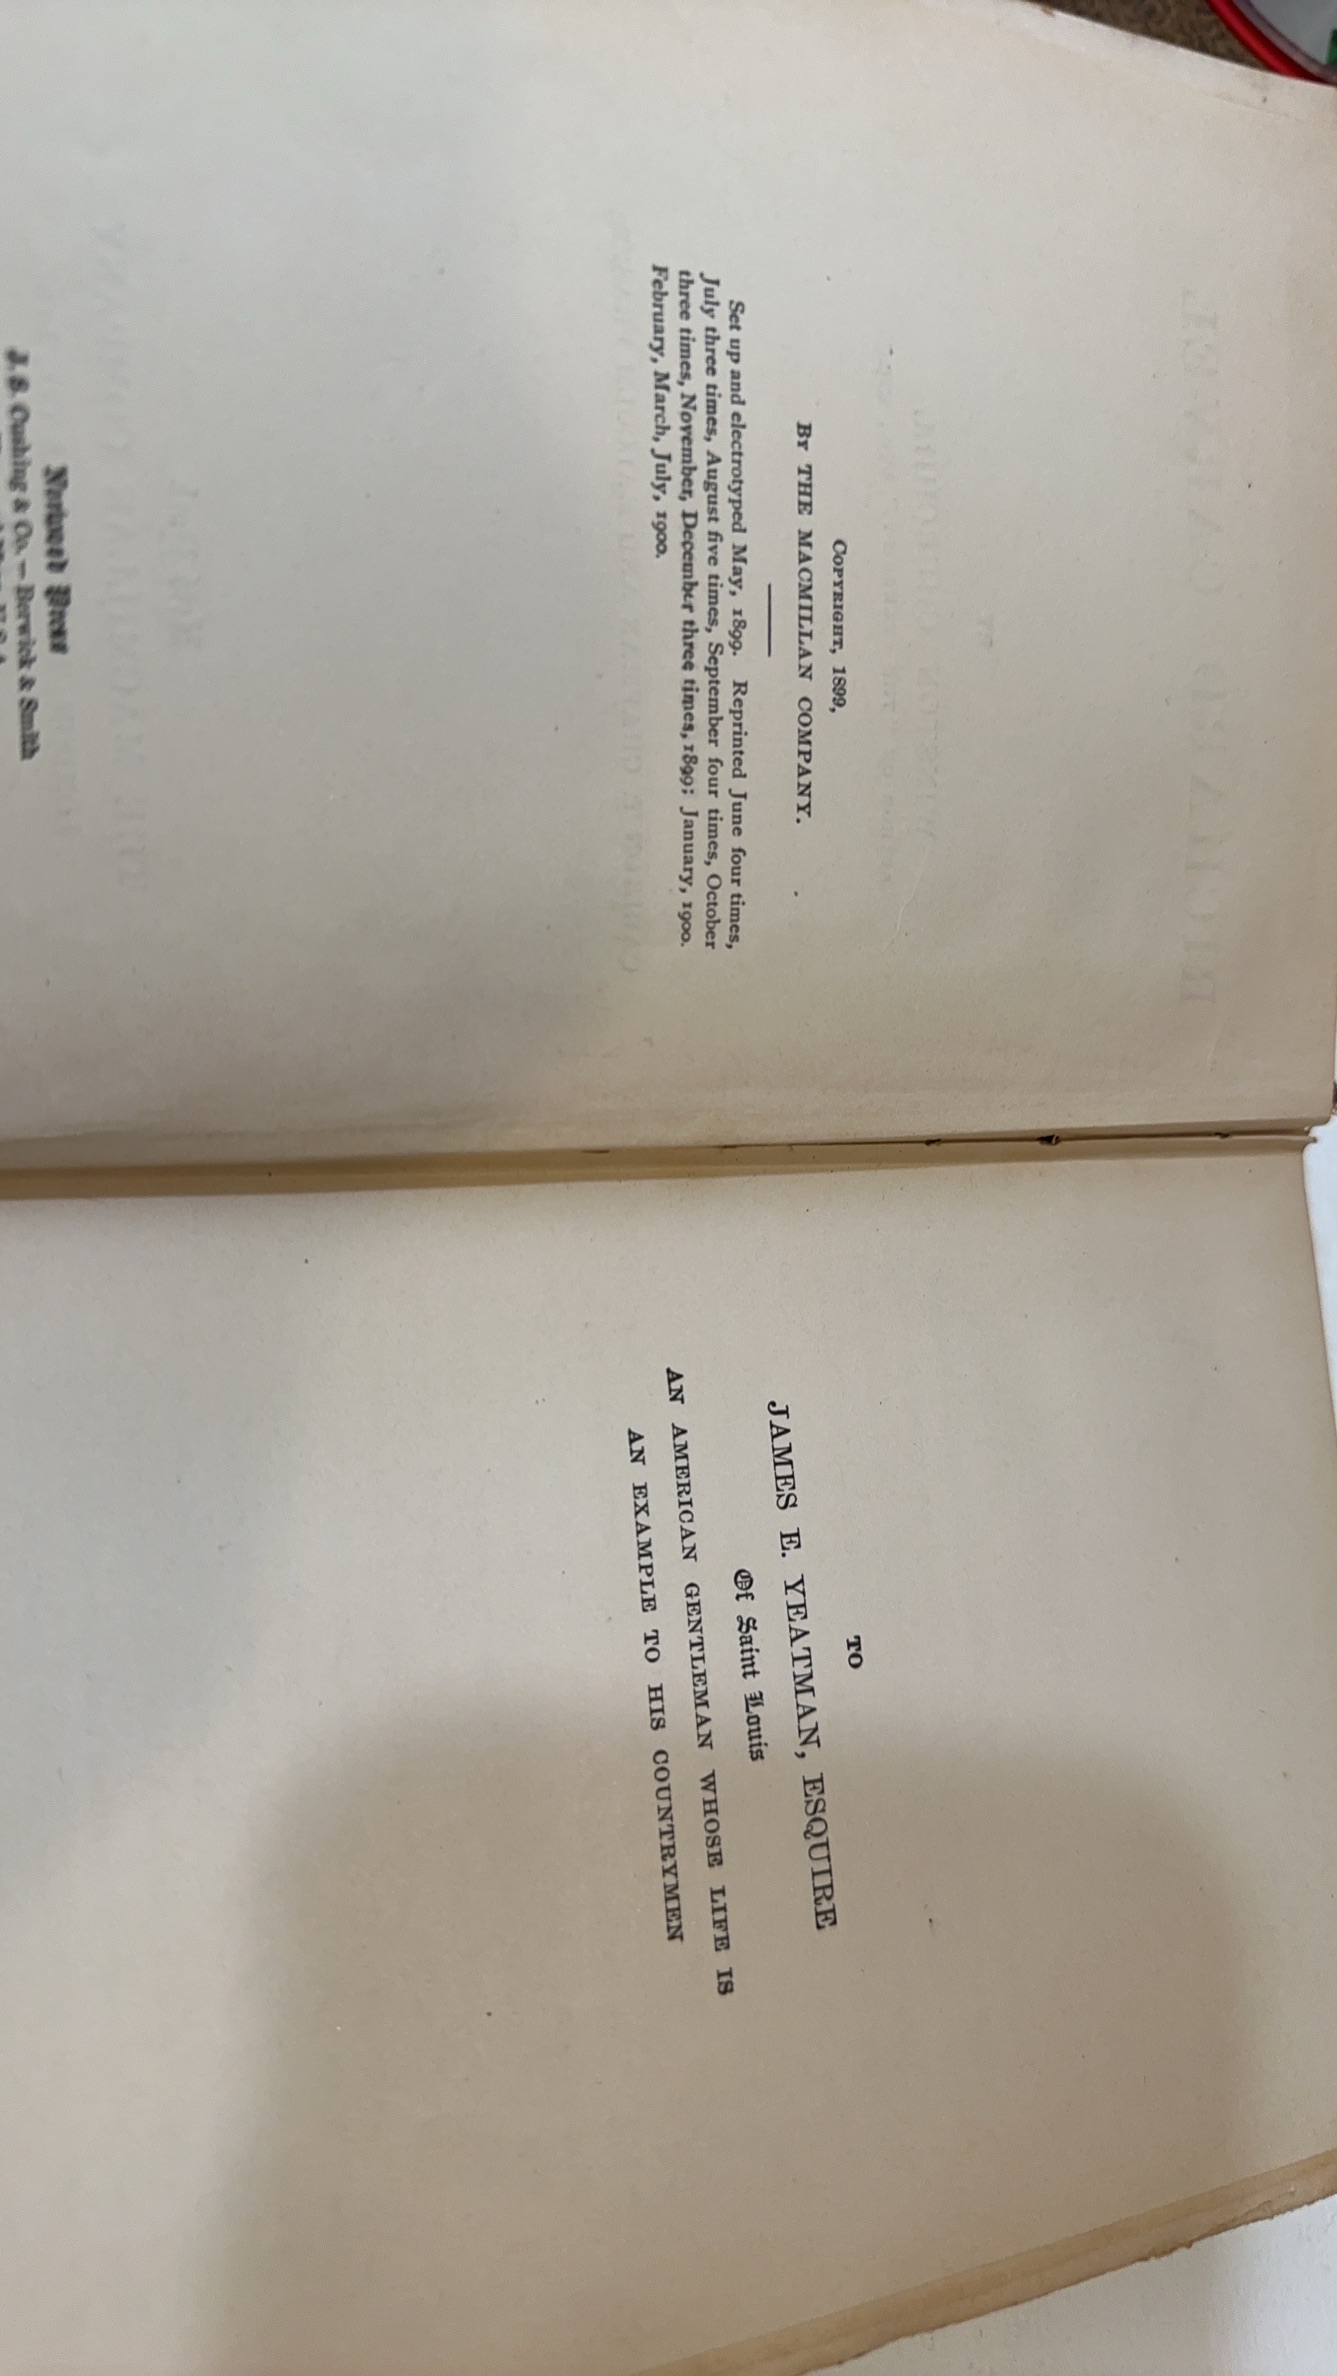 COPYRIGHT, 1899,
BY THE MACMILLAN COMPANY.
Set up and electrotyped May, 1899. Reprinted June four times,
July three times, August five times, September four times, October
three times, November, December three times, 1899; January, 1900.
February, March, July, 1900.
Norwood Press
J. S. Cushing & Co. — Berwick & Smith
TO
JAMES E. YEATMAN, ESQUIRE
Of Saint Louis
AN AMERICAN GENTLEMAN WHOSE LIFE IS
AN EXAMPLE TO HIS COUNTRYMEN